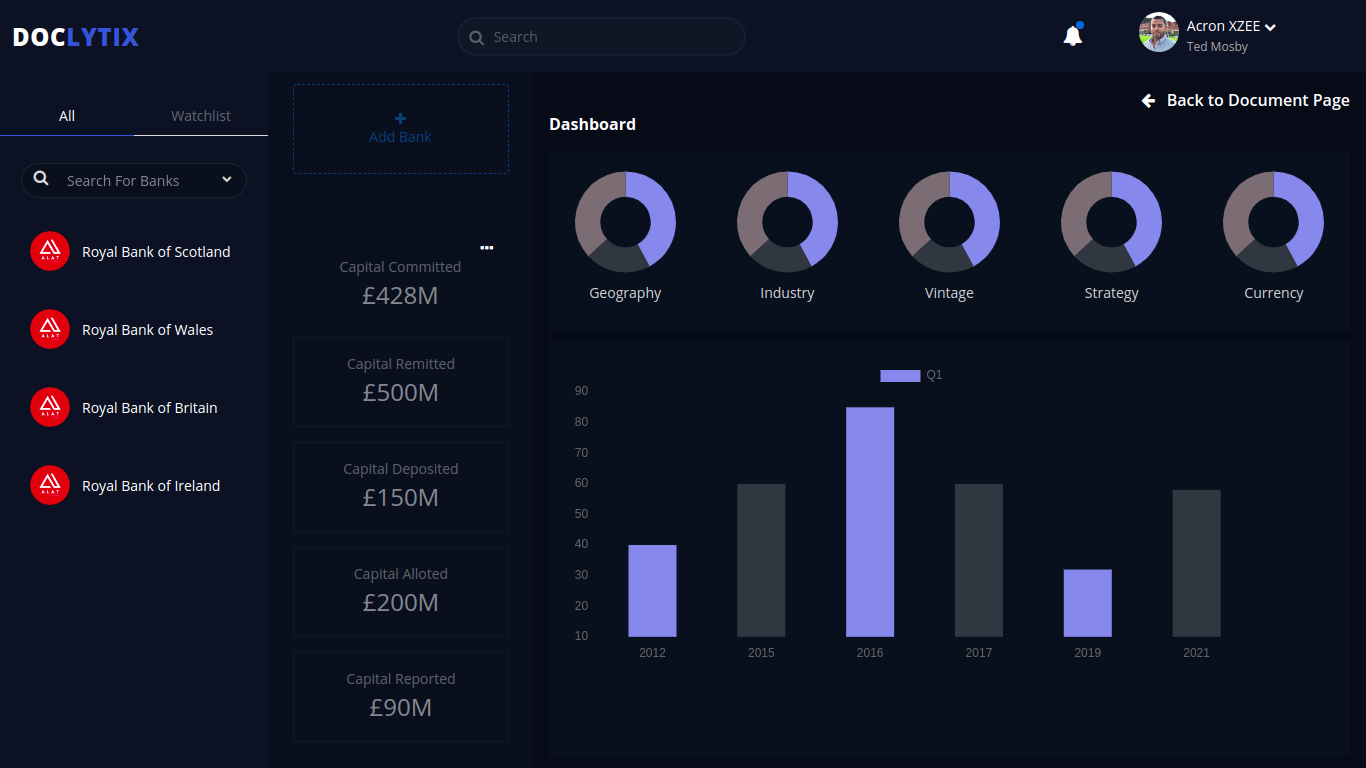 DOCLYTIX
Search
Acron XZEE
Ted Mosby
All
Watchlist
Search For Banks
ALAT
Royal Bank of Scotland
ALAT
Royal Bank of Wales
ALAT
Royal Bank of Britain
ALAT
Royal Bank of Ireland
+
Add Bank
...
Capital Committed
£428M
Capital Remitted
£500M
Capital Deposited
£150M
Capital Alloted
£200M
Capital Reported
£90M
Back to Document Page
Dashboard
Geography
Industry
Vintage
Strategy
Currency
Q1
90
80
70
60
50
40
30
20
10
2012
2015
2016
2017
2019
2021